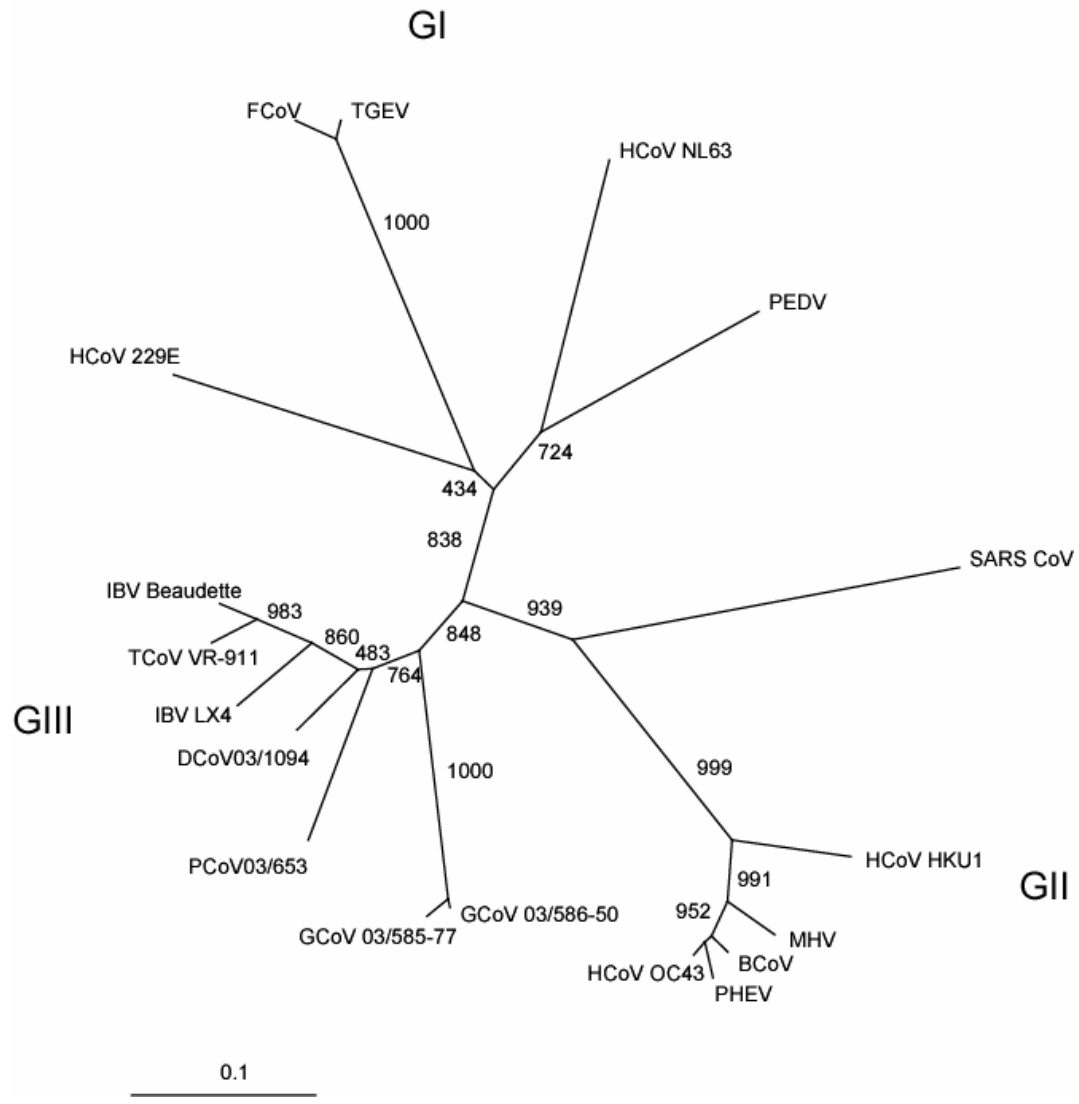 GI
FCoV
TGEV
HCoV NL63
1000
PEDV
HCoV 229E
724
434
838
SARS CoV
IBV Beaudette
983
939
848
860
TCoV VR-911
483
764
IBV LX4
GIII
DCoV03/1094
1000
999
PCoV03/653
HCoV HKU1
991
GII
952
GCoV 03/586-50
GCoV 03/585-77
MHV
BCoV
HCoV OC43
PHEV
0.1